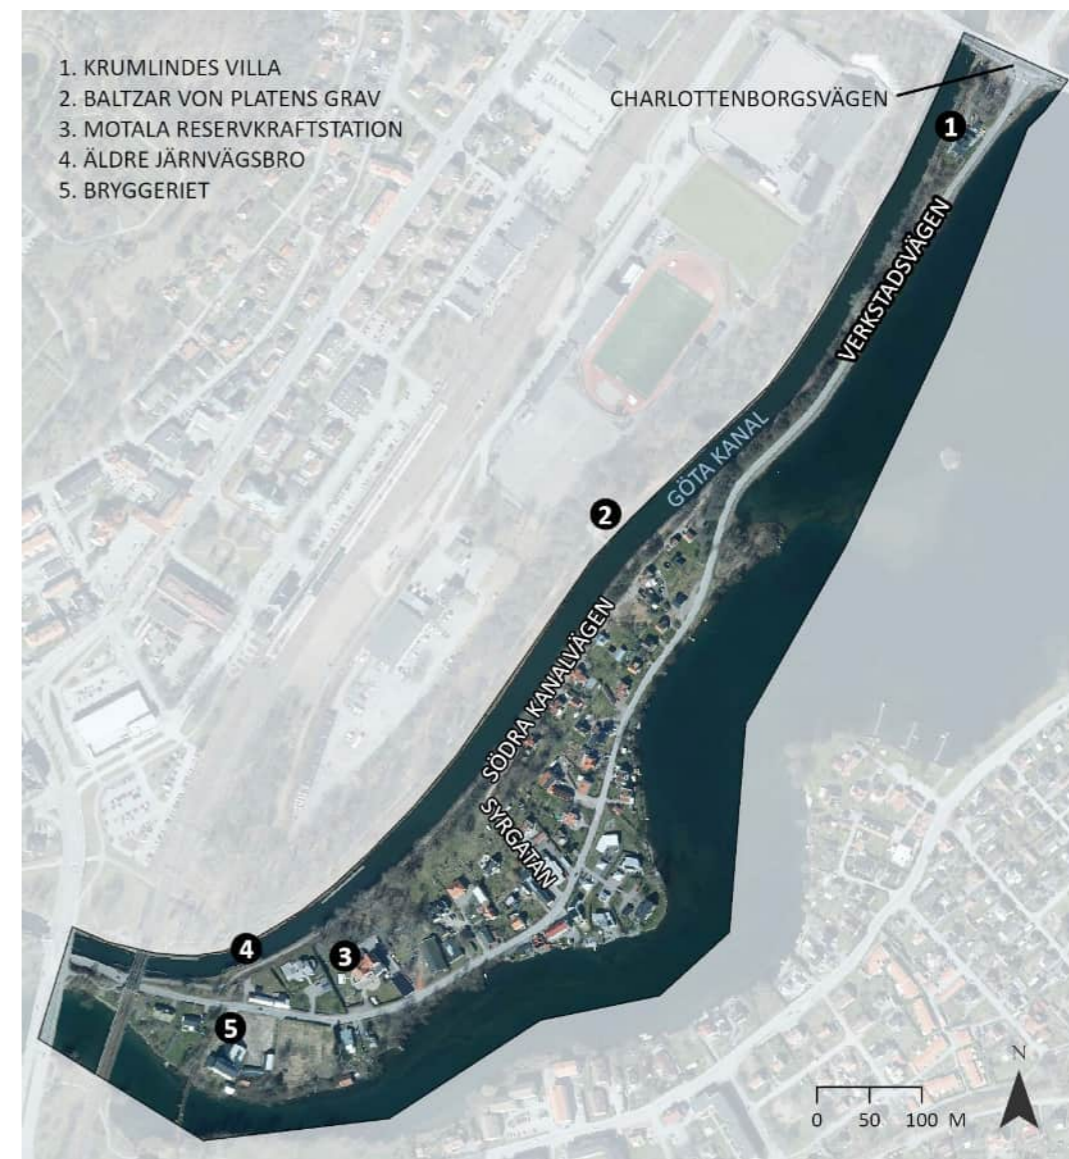 1. KRUMLINDES VILLA
2. BALTZAR VON PLATENS GRAV
3. MOTALA RESERVKRAFTSTATION
4. ÄLDRE JÄRNVÄGSBRO
5. BRYGGERIET
CHARLOTTENBORGSVÄGEN
1
VERKSTADSVÄGEN
GÖTA KANAL
2
SÖDRA KANALVÄGEN
SYRGATAN
4
3
5
N
0 50 100 M